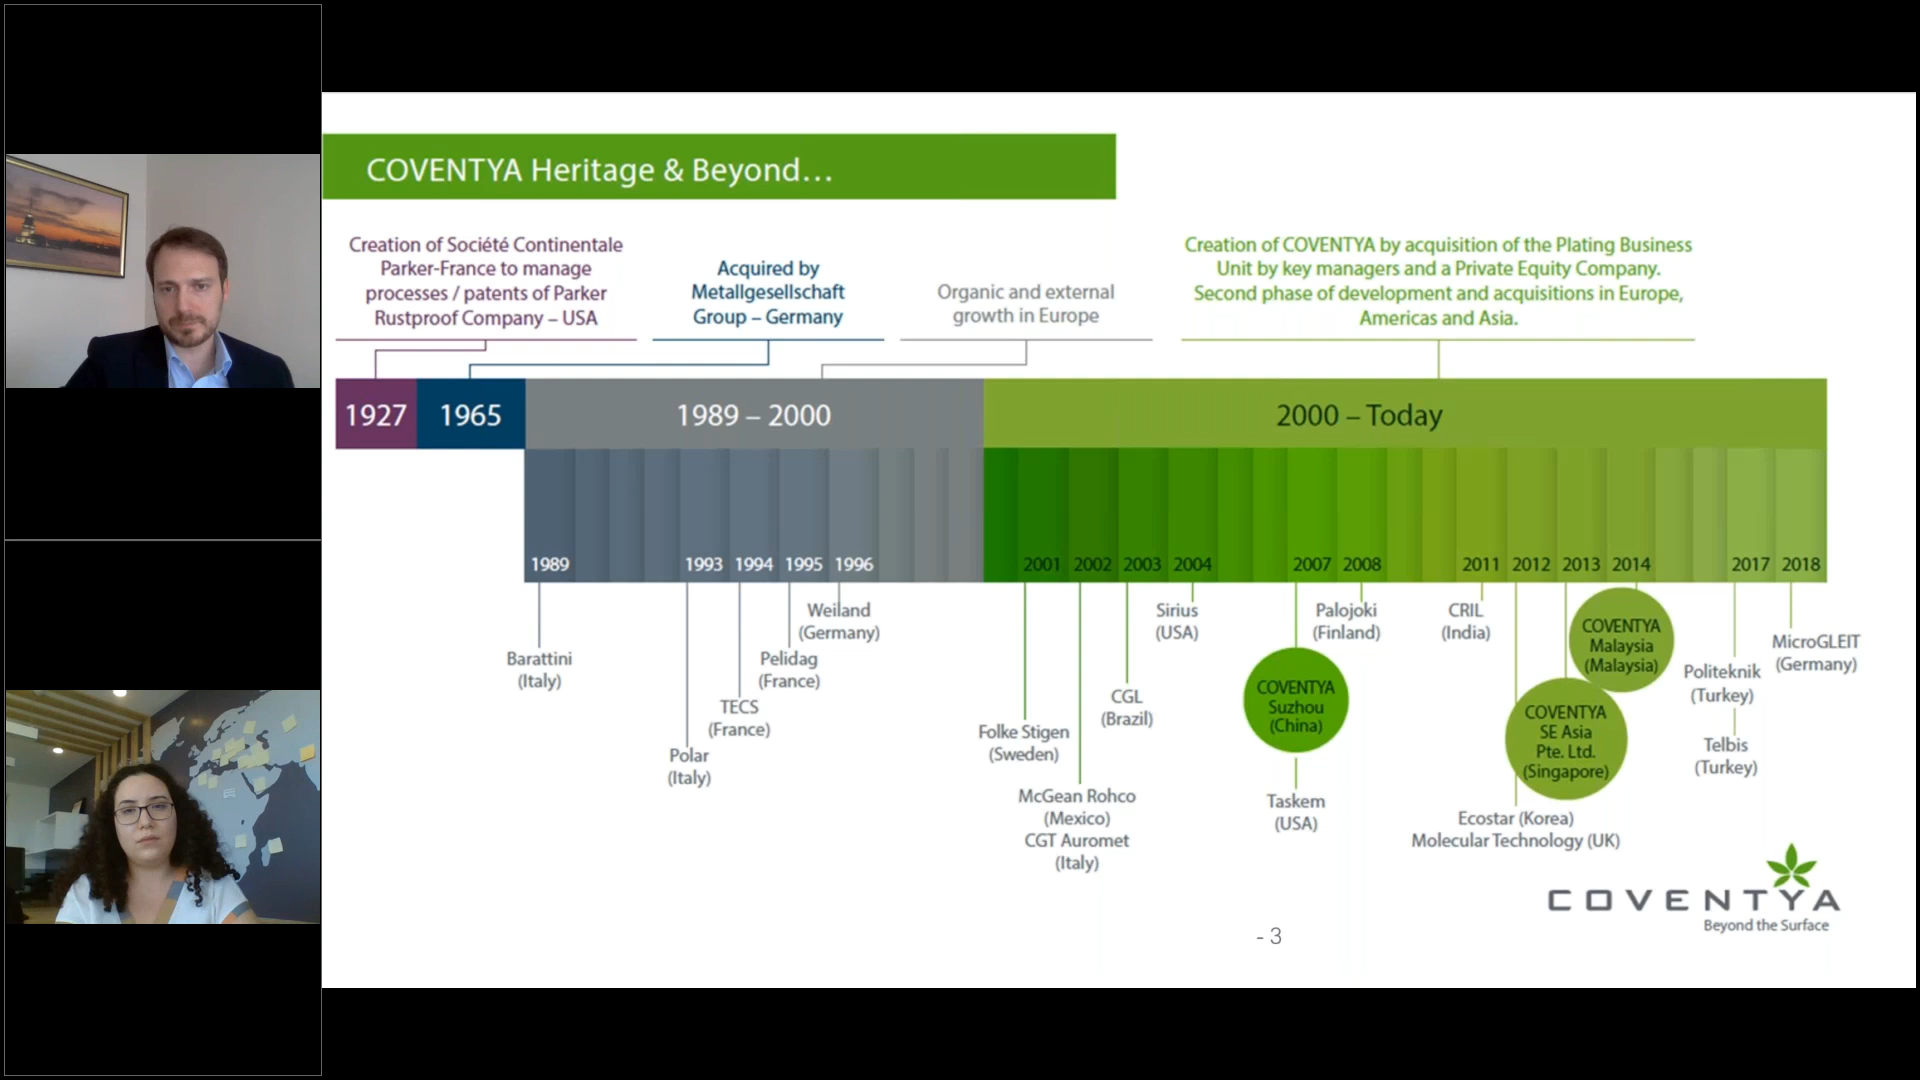 COVENTYA Heritage & Beyond...
Creation of Société Continentale
Parker-France to manage
processes / patents of Parker
Rustproof Company – USA
Acquired by
Metallgesellschaft
Group – Germany
Organic and external
growth in Europe
Creation of COVENTYA by acquisition of the Plating Business
Unit by key managers and a Private Equity Company.
Second phase of development and acquisitions in Europe,
Americas and Asia.
1927
1965
1989 – 2000
2000 – Today
1989
1993
1994
1995
1996
2001
2002
2003
2004
2007
2008
2011
2012
2013
2014
2017
2018
Barattini
(Italy)
Polar
(Italy)
TECS
(France)
Pelidag
(France)
Weiland
(Germany)
Folke Stigen
(Sweden)
McGean Rohco
(Mexico)
CGT Auromet
(Italy)
CGL
(Brazil)
Sirius
(USA)
COVENTYA
Suzhou
(China)
Taskem
(USA)
Palojoki
(Finland)
CRIL
(India)
Ecostar (Korea)
Molecular Technology (UK)
COVENTYA
SE Asia
Pte. Ltd.
(Singapore)
COVENTYA
Malaysia
(Malaysia)
Politeknik
(Turkey)
Telbis
(Turkey)
MicroGLEIT
(Germany)
COVENTYA
Beyond the Surface
- 3